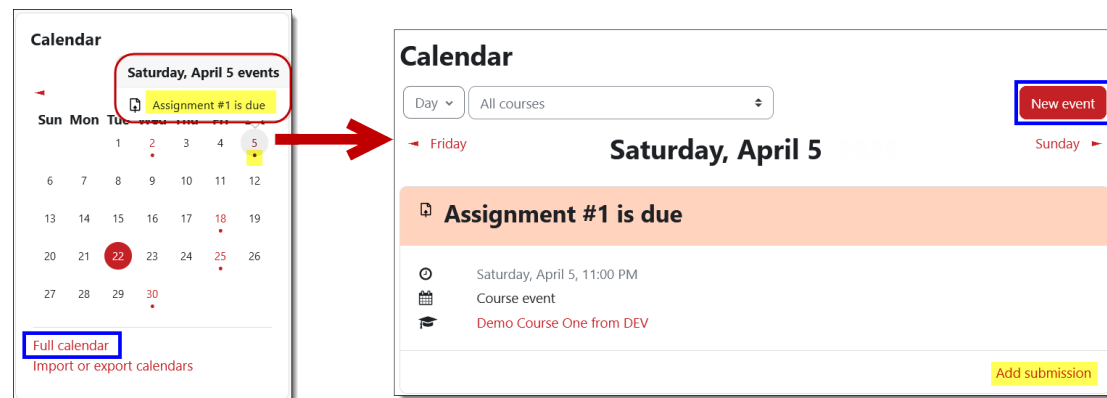 Calendar
Saturday, April 5 events
◄
Assignment #1 is due
Sun Mon Tue Wed Thu Fri Sat
1 2 3 4 5
6 7 8 9 10 11 12
13 14 15 16 17 18 19
20 21 22 23 24 25 26
27 28 29 30
Full calendar
Import or export calendars
Calendar
Day All courses New event
◄ Friday Saturday, April 5 Sunday ►
Assignment #1 is due
Saturday, April 5, 11:00 PM
Course event
Demo Course One from DEV
Add submission